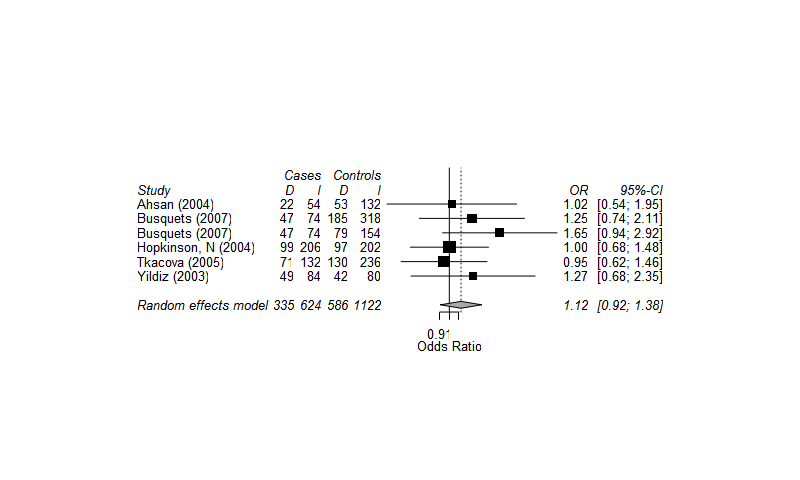 Cases Controls
Study D I D I OR 95%-CI
Ahsan (2004) 22 54 53 132 1.02 [0.54; 1.95]
Busquets (2007) 47 74 185 318 1.25 [0.74; 2.11]
Busquets (2007) 47 74 79 154 1.65 [0.94; 2.92]
Hopkinson, N (2004) 99 206 97 202 1.00 [0.68; 1.48]
Tkacova (2005) 71 132 130 236 0.95 [0.62; 1.46]
Yildiz (2003) 49 84 42 80 1.27 [0.68; 2.35]
Random effects model 335 624 586 1122 1.12 [0.92; 1.38]
0.91
Odds Ratio